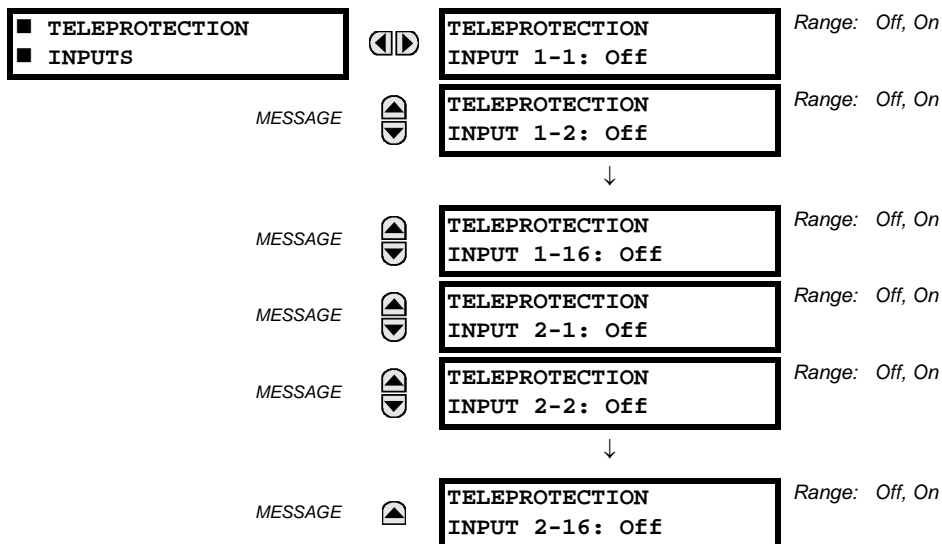 ■ TELEPROTECTION
■ INPUTS
TELEPROTECTION
INPUT 1-1: Off
Range: Off, On
MESSAGE
TELEPROTECTION
INPUT 1-2: Off
Range: Off, On
↓
MESSAGE
TELEPROTECTION
INPUT 1-16: Off
Range: Off, On
MESSAGE
TELEPROTECTION
INPUT 2-1: Off
Range: Off, On
MESSAGE
TELEPROTECTION
INPUT 2-2: Off
Range: Off, On
↓
MESSAGE
TELEPROTECTION
INPUT 2-16: Off
Range: Off, On